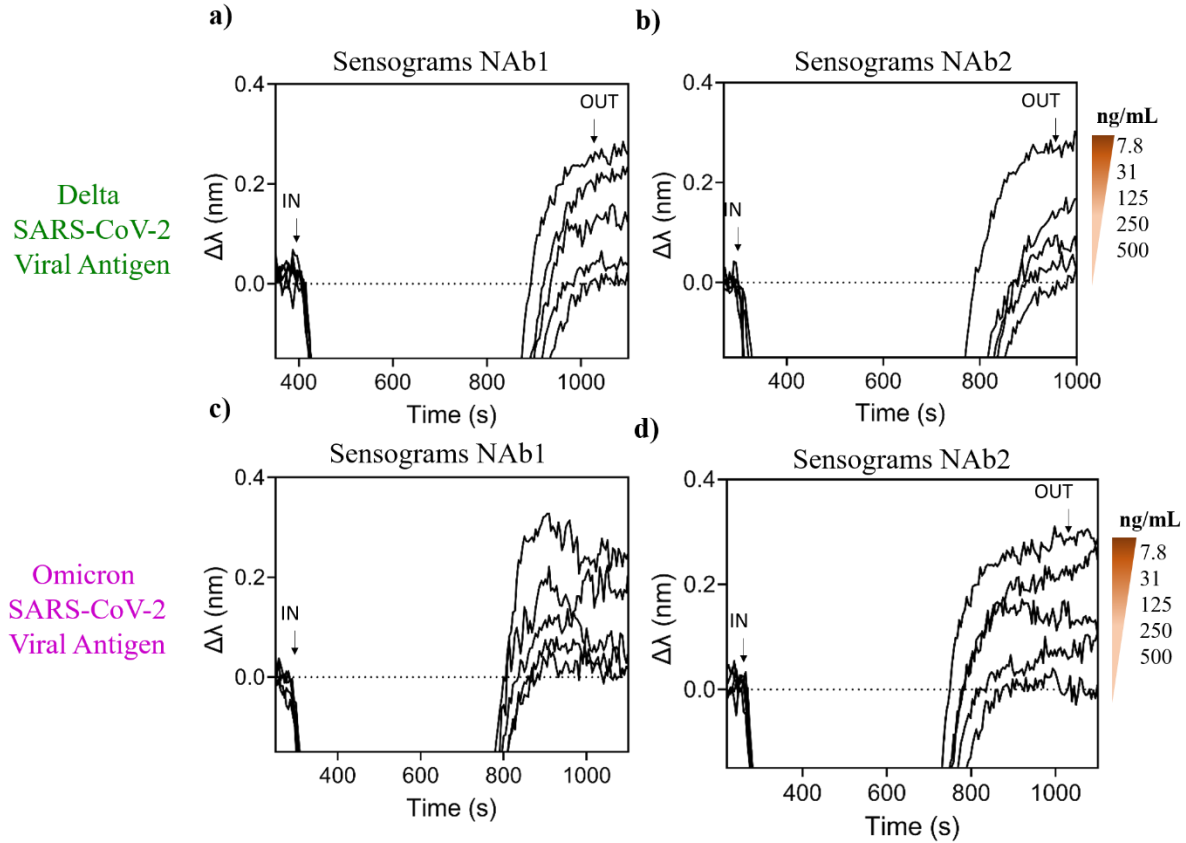 a)
Sensograms NAb1
0.4
0.2
0.0
Δλ (nm)
IN
OUT
400
600
800
1000
Time (s)
b)
Sensograms NAb2
0.4
0.2
0.0
Δλ (nm)
IN
OUT
400
600
800
1000
Time (s)
ng/mL
7.8
31
125
250
500
Delta
SARS-CoV-2
Viral Antigen
c)
Sensograms NAb1
0.4
0.2
0.0
Δλ (nm)
IN
400
600
800
1000
Time (s)
d)
Sensograms NAb2
0.4
0.2
0.0
Δλ (nm)
IN
OUT
400
600
800
1000
Time (s)
ng/mL
7.8
31
125
250
500
Omicron
SARS-CoV-2
Viral Antigen